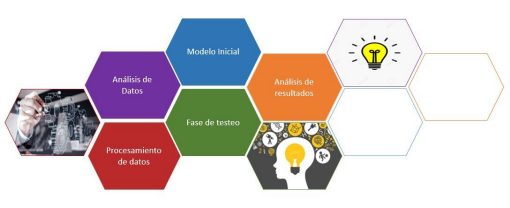 Modelo Inicial
Análisis de
Datos
Análisis de
resultados
Fase de testeo
Procesamiento
de datos